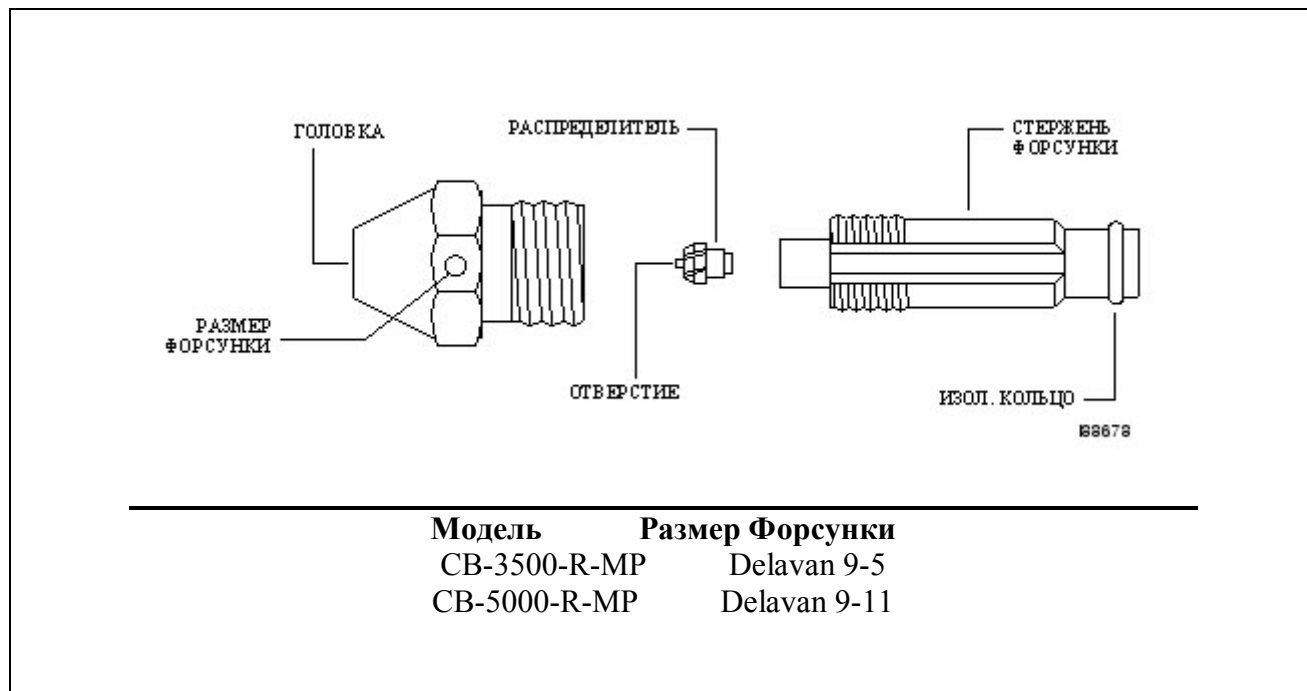 ГОЛОВКА
РАСПРЕДЕЛИТЕЛЬ
СТЕРЖЕНЬ
ФОРСУНКИ
РАЗМЕР
ФОРСУНКИ
ОТВЕРСТИЕ
ИЗОЛ. КОЛЬЦО
I88678
Модель Размер Форсунки
CB-3500-R-MP Delavan 9-5
CB-5000-R-MP Delavan 9-11